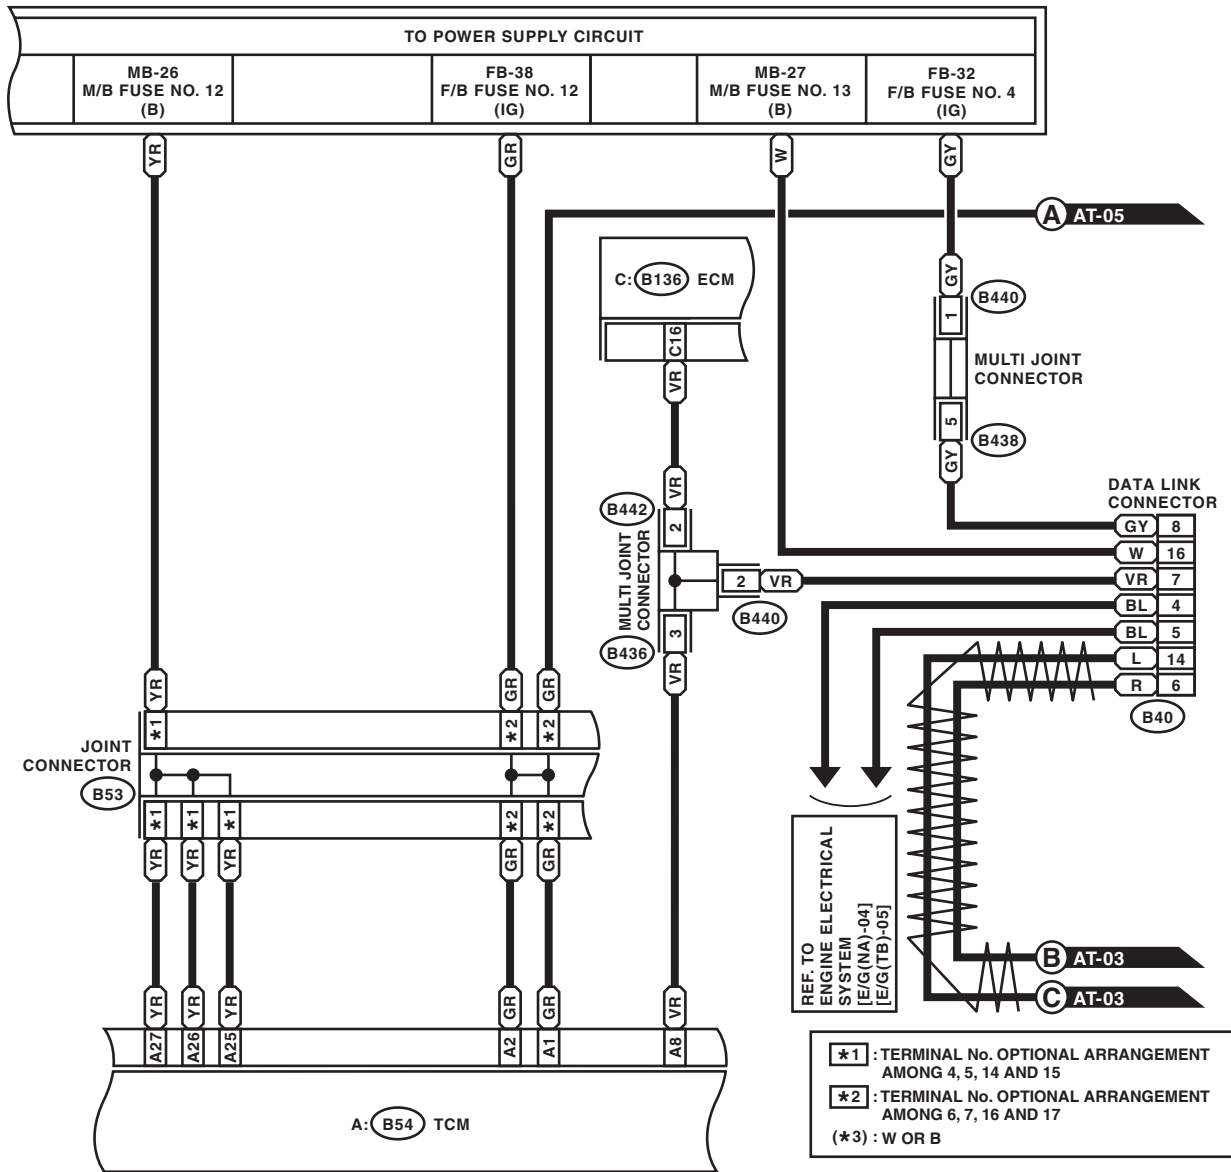 TO POWER SUPPLY CIRCUIT
MB-26
M/B FUSE NO. 12
(B)
FB-38
F/B FUSE NO. 12
(IG)
MB-27
M/B FUSE NO. 13
(B)
FB-32
F/B FUSE NO. 4
(IG)
YR
GR
W
GY
A AT-05
C: B136 ECM
C16
VR
GY
1
B440
MULTI JOINT
CONNECTOR
5
B438
GY
VR
B442
2
MULTI JOINT
CONNECTOR
2 VR
B440
B436
3
VR
DATA LINK
CONNECTOR
GY 8
W 16
VR 7
BL 4
BL 5
L 14
R 6
B40
YR GR GR
*1 *2 *2
JOINT
CONNECTOR
B53
*1 *1 *1 *2 *2
YR YR YR GR GR
REF. TO
ENGINE ELECTRICAL
SYSTEM
[E/G(NA)-04]
[E/G(TB)-05]
B AT-03
C AT-03
YR YR YR GR GR VR
A27 A26 A25 A2 A1 A8
A: B54 TCM
*1 : TERMINAL No. OPTIONAL ARRANGEMENT
AMONG 4, 5, 14 AND 15
*2 : TERMINAL No. OPTIONAL ARRANGEMENT
AMONG 6, 7, 16 AND 17
(*3) : W OR B